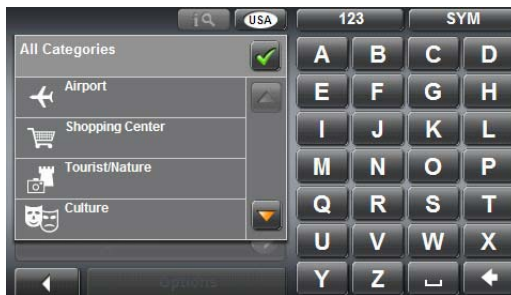 USA
123
SYM
All Categories
Airport
Shopping Center
Tourist/Nature
Culture
Options
A B C D
E F G H
I J K L
M N O P
Q R S T
U V W X
Y Z